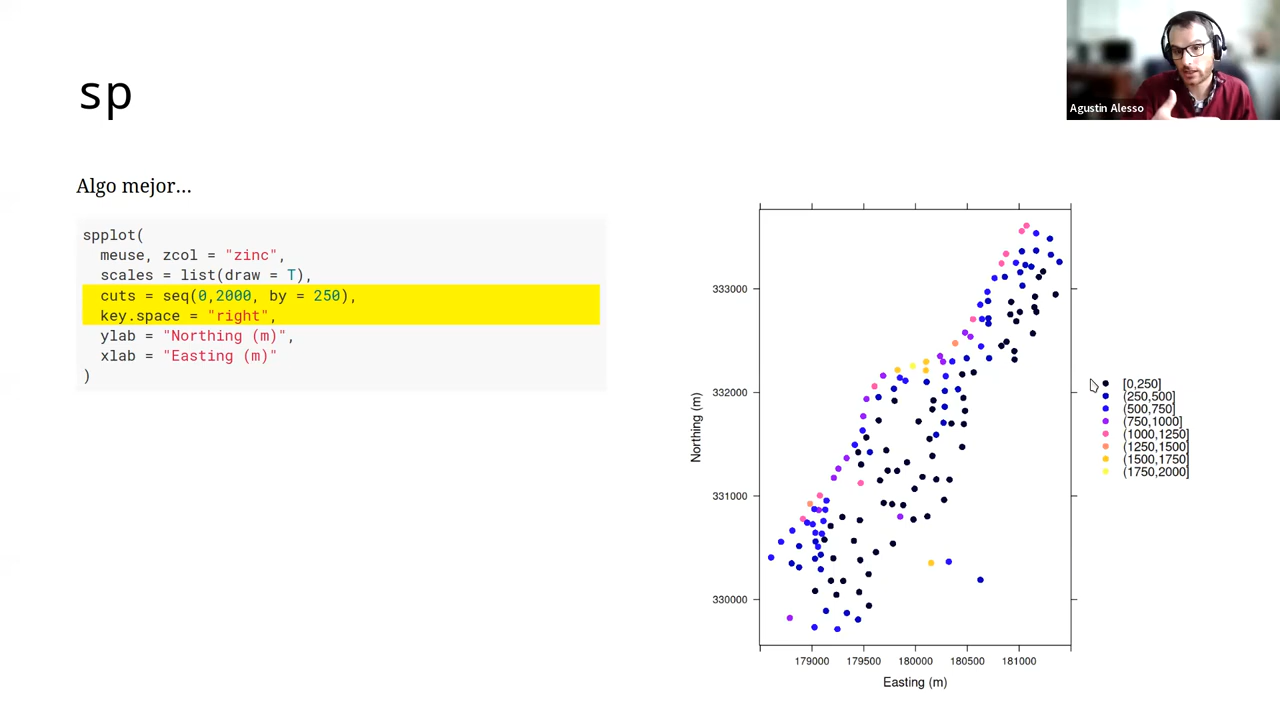 Agustin Alesso
sp
Algo mejor...
spplot(
meuse, zcol = "zinc",
scales = list(draw = T),
cuts = seq(0,2000, by = 250),
key.space = "right",
ylab = "Northing (m)",
xlab = "Easting (m)"
)
Northing (m)
333000
332000
331000
330000
179000 179500 180000 180500 181000
Easting (m)
[0,250]
(250,500]
(500,750]
(750,1000]
(1000,1250]
(1250,1500]
(1500,1750]
(1750,2000]